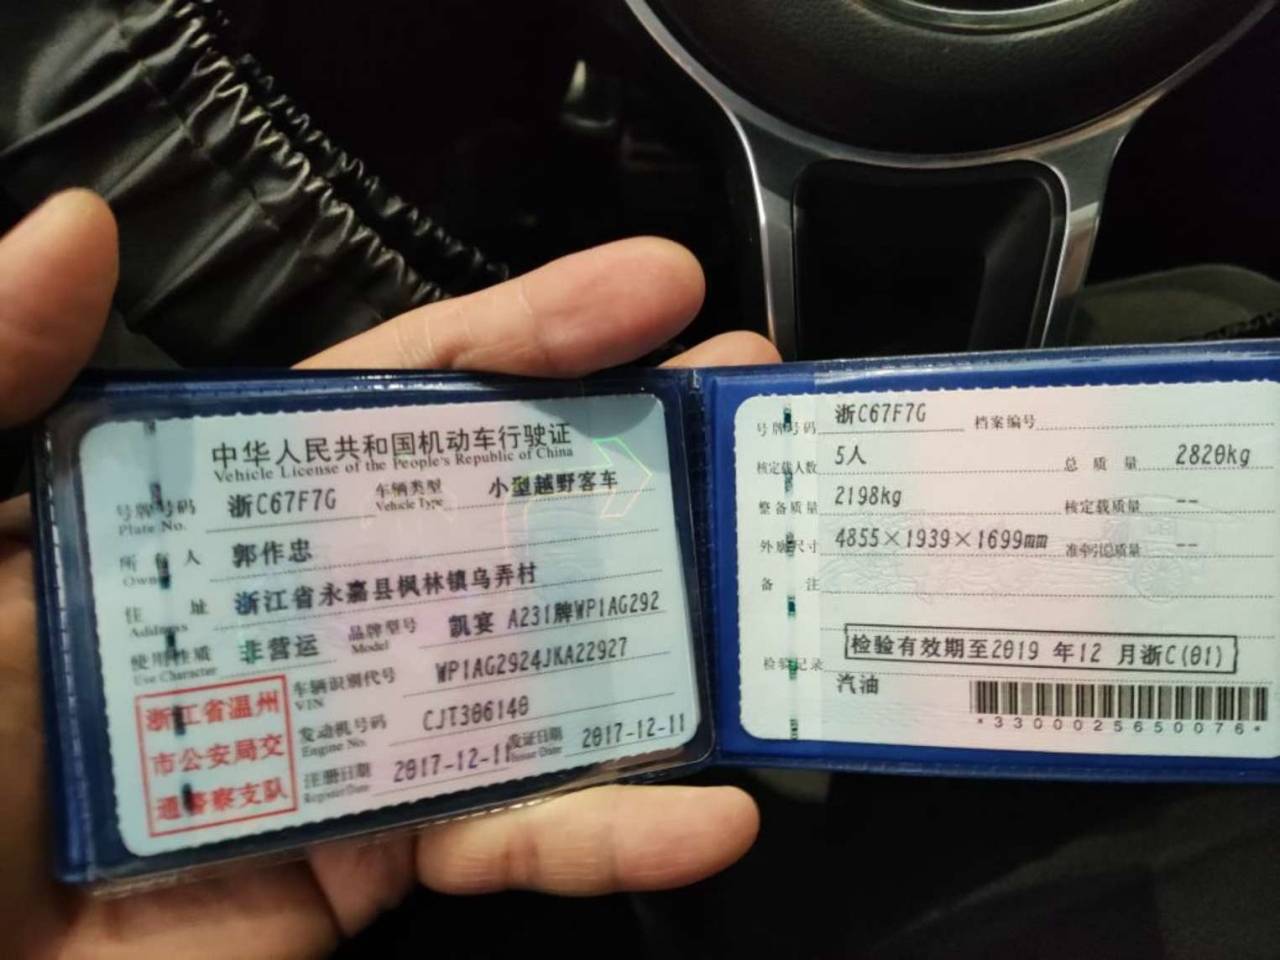 中华人民共和国机动车行驶证
Vehicle License of the People's Republic of China
号牌号码 浙C67F7G 车辆类型 小型越野客车
Plate No. Vehicle Type
所有人 郭作忠
Owner
住址 浙江省永嘉县枫林镇乌弄村
Address
使用性质 非营运 品牌型号 凯宴 A231牌WP1AG292
Use Character Model
浙江省温州
市公安局交
通警察支队
车辆识别代号 WP1AG2924JKA22927
VIN
发动机号码 CJT306140
Engine No.
注册日期 2017-12-11 发证日期 2017-12-11
Register Date Issue Date
号牌号码 浙C67F7G 档案编号
核定载人数 5人 总质量 2820kg
整备质量 2198kg 核定载质量 --
外廓尺寸 4855×1939×1699mm 准牵引总质量 --
备注
检验记录 检验有效期至2019 年12 月浙C(01)
汽油
*3300025650076*